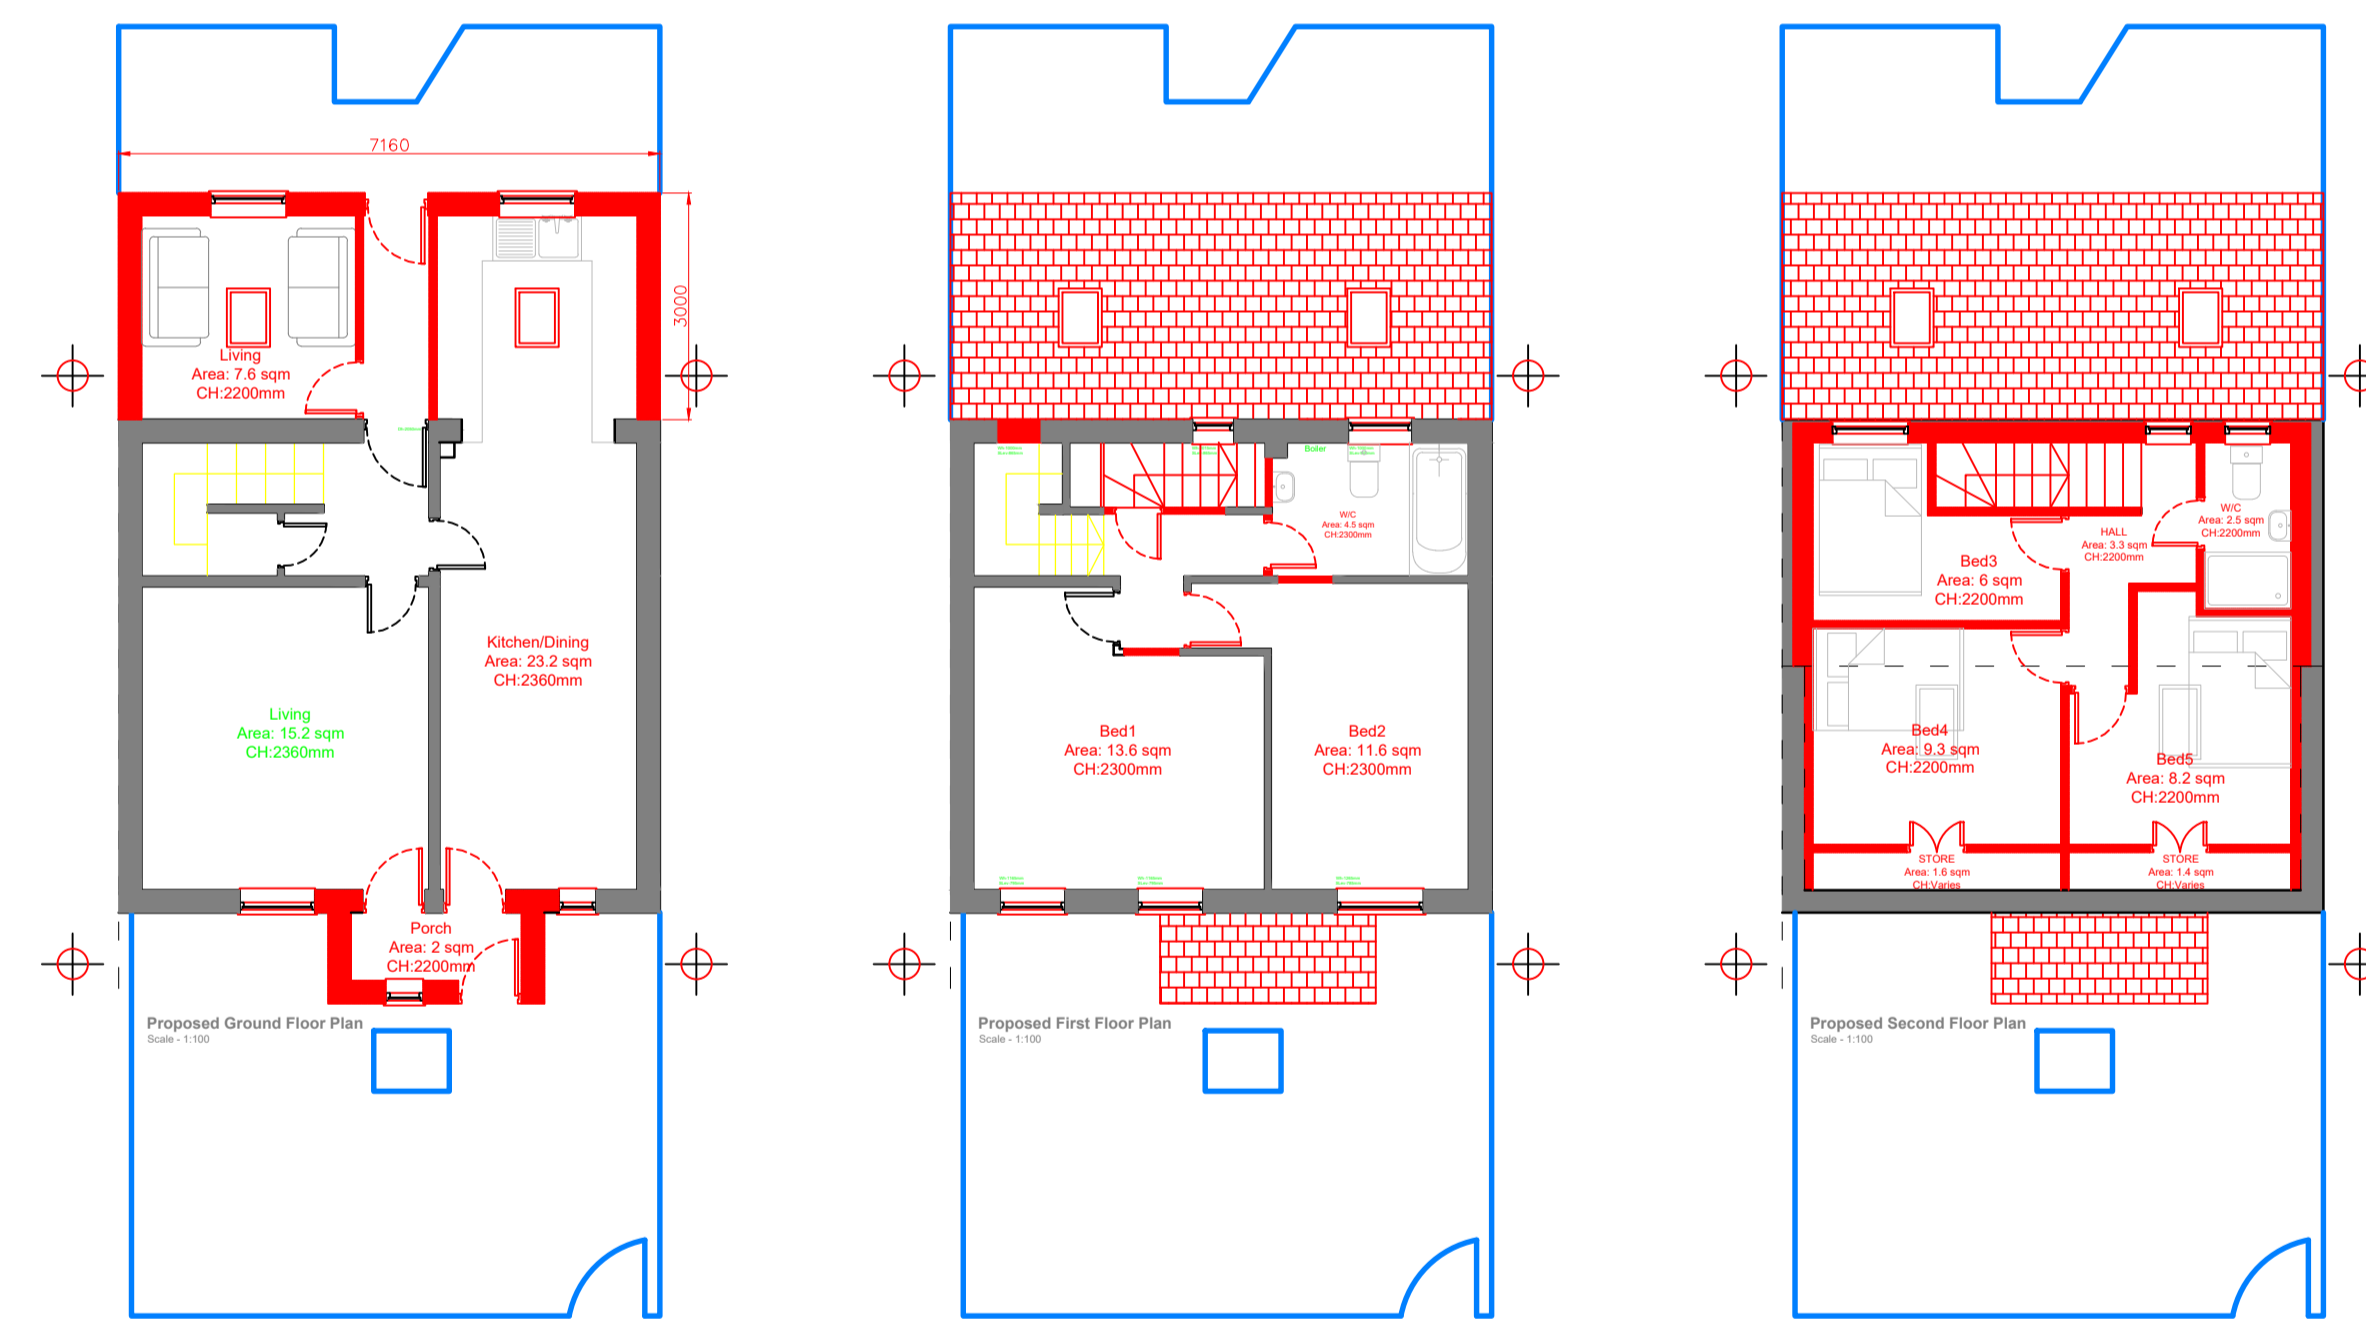 7160
3000
Living
Area: 7.6 sqm
CH:2200mm
Kitchen/Dining
Area: 23.2 sqm
CH:2360mm
Living
Area: 15.2 sqm
CH:2360mm
Porch
Area: 2 sqm
CH:2200mm
Proposed Ground Floor Plan
Scale - 1:100
Boiler
W/C
Area: 4.5 sqm
CH:2300mm
Bed1
Area: 13.6 sqm
CH:2300mm
Bed2
Area: 11.6 sqm
CH:2300mm
Proposed First Floor Plan
Scale - 1:100
W/C
Area: 2.5 sqm
CH:2200mm
HALL
Area: 3.3 sqm
CH:2200mm
Bed3
Area: 6 sqm
CH:2200mm
Bed4
Area: 9.3 sqm
CH:2200mm
Bed5
Area: 8.2 sqm
CH:2200mm
STORE
Area: 1.6 sqm
CH:Varies
STORE
Area: 1.4 sqm
CH:Varies
Proposed Second Floor Plan
Scale - 1:100